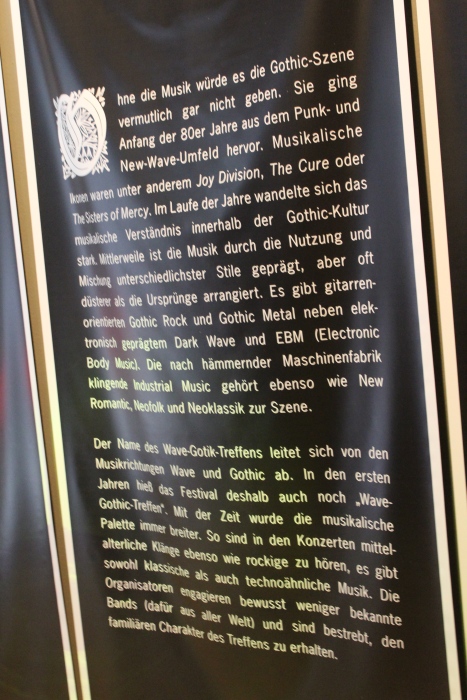 Ohne die Musik würde es die Gothic-Szene
vermutlich gar nicht geben. Sie ging
Anfang der 80er Jahre aus dem Punk- und
New-Wave-Umfeld hervor. Musikalische
Ikonen waren unter anderem Joy Division, The Cure oder
The Sisters of Mercy. Im Laufe der Jahre wandelte sich das
musikalische Verständnis innerhalb der Gothic-Kultur
stark. Mittlerweile ist die Musik durch die Nutzung und
Mischung unterschiedlichster Stile geprägt, aber oft
düsterer als die Ursprünge arrangiert. Es gibt gitarren-
orientierten Gothic Rock und Gothic Metal neben elek-
tronisch geprägtem Dark Wave und EBM (Electronic
Body Music). Die nach hämmernder Maschinenfabrik
klingende Industrial Music gehört ebenso wie New
Romantic, Neofolk und Neoklassik zur Szene.
Der Name des Wave-Gotik-Treffens leitet sich von den
Musikrichtungen Wave und Gothic ab. In den ersten
Jahren hieß das Festival deshalb auch noch „Wave-
Gothic-Treffen“. Mit der Zeit wurde die musikalische
Palette immer breiter. So sind in den Konzerten mittel-
alterliche Klänge ebenso wie rockige zu hören, es gibt
sowohl klassische als auch technoähnliche Musik. Die
Organisatoren engagieren bewusst weniger bekannte
Bands (dafür aus aller Welt) und sind bestrebt, den
familiären Charakter des Treffens zu erhalten.